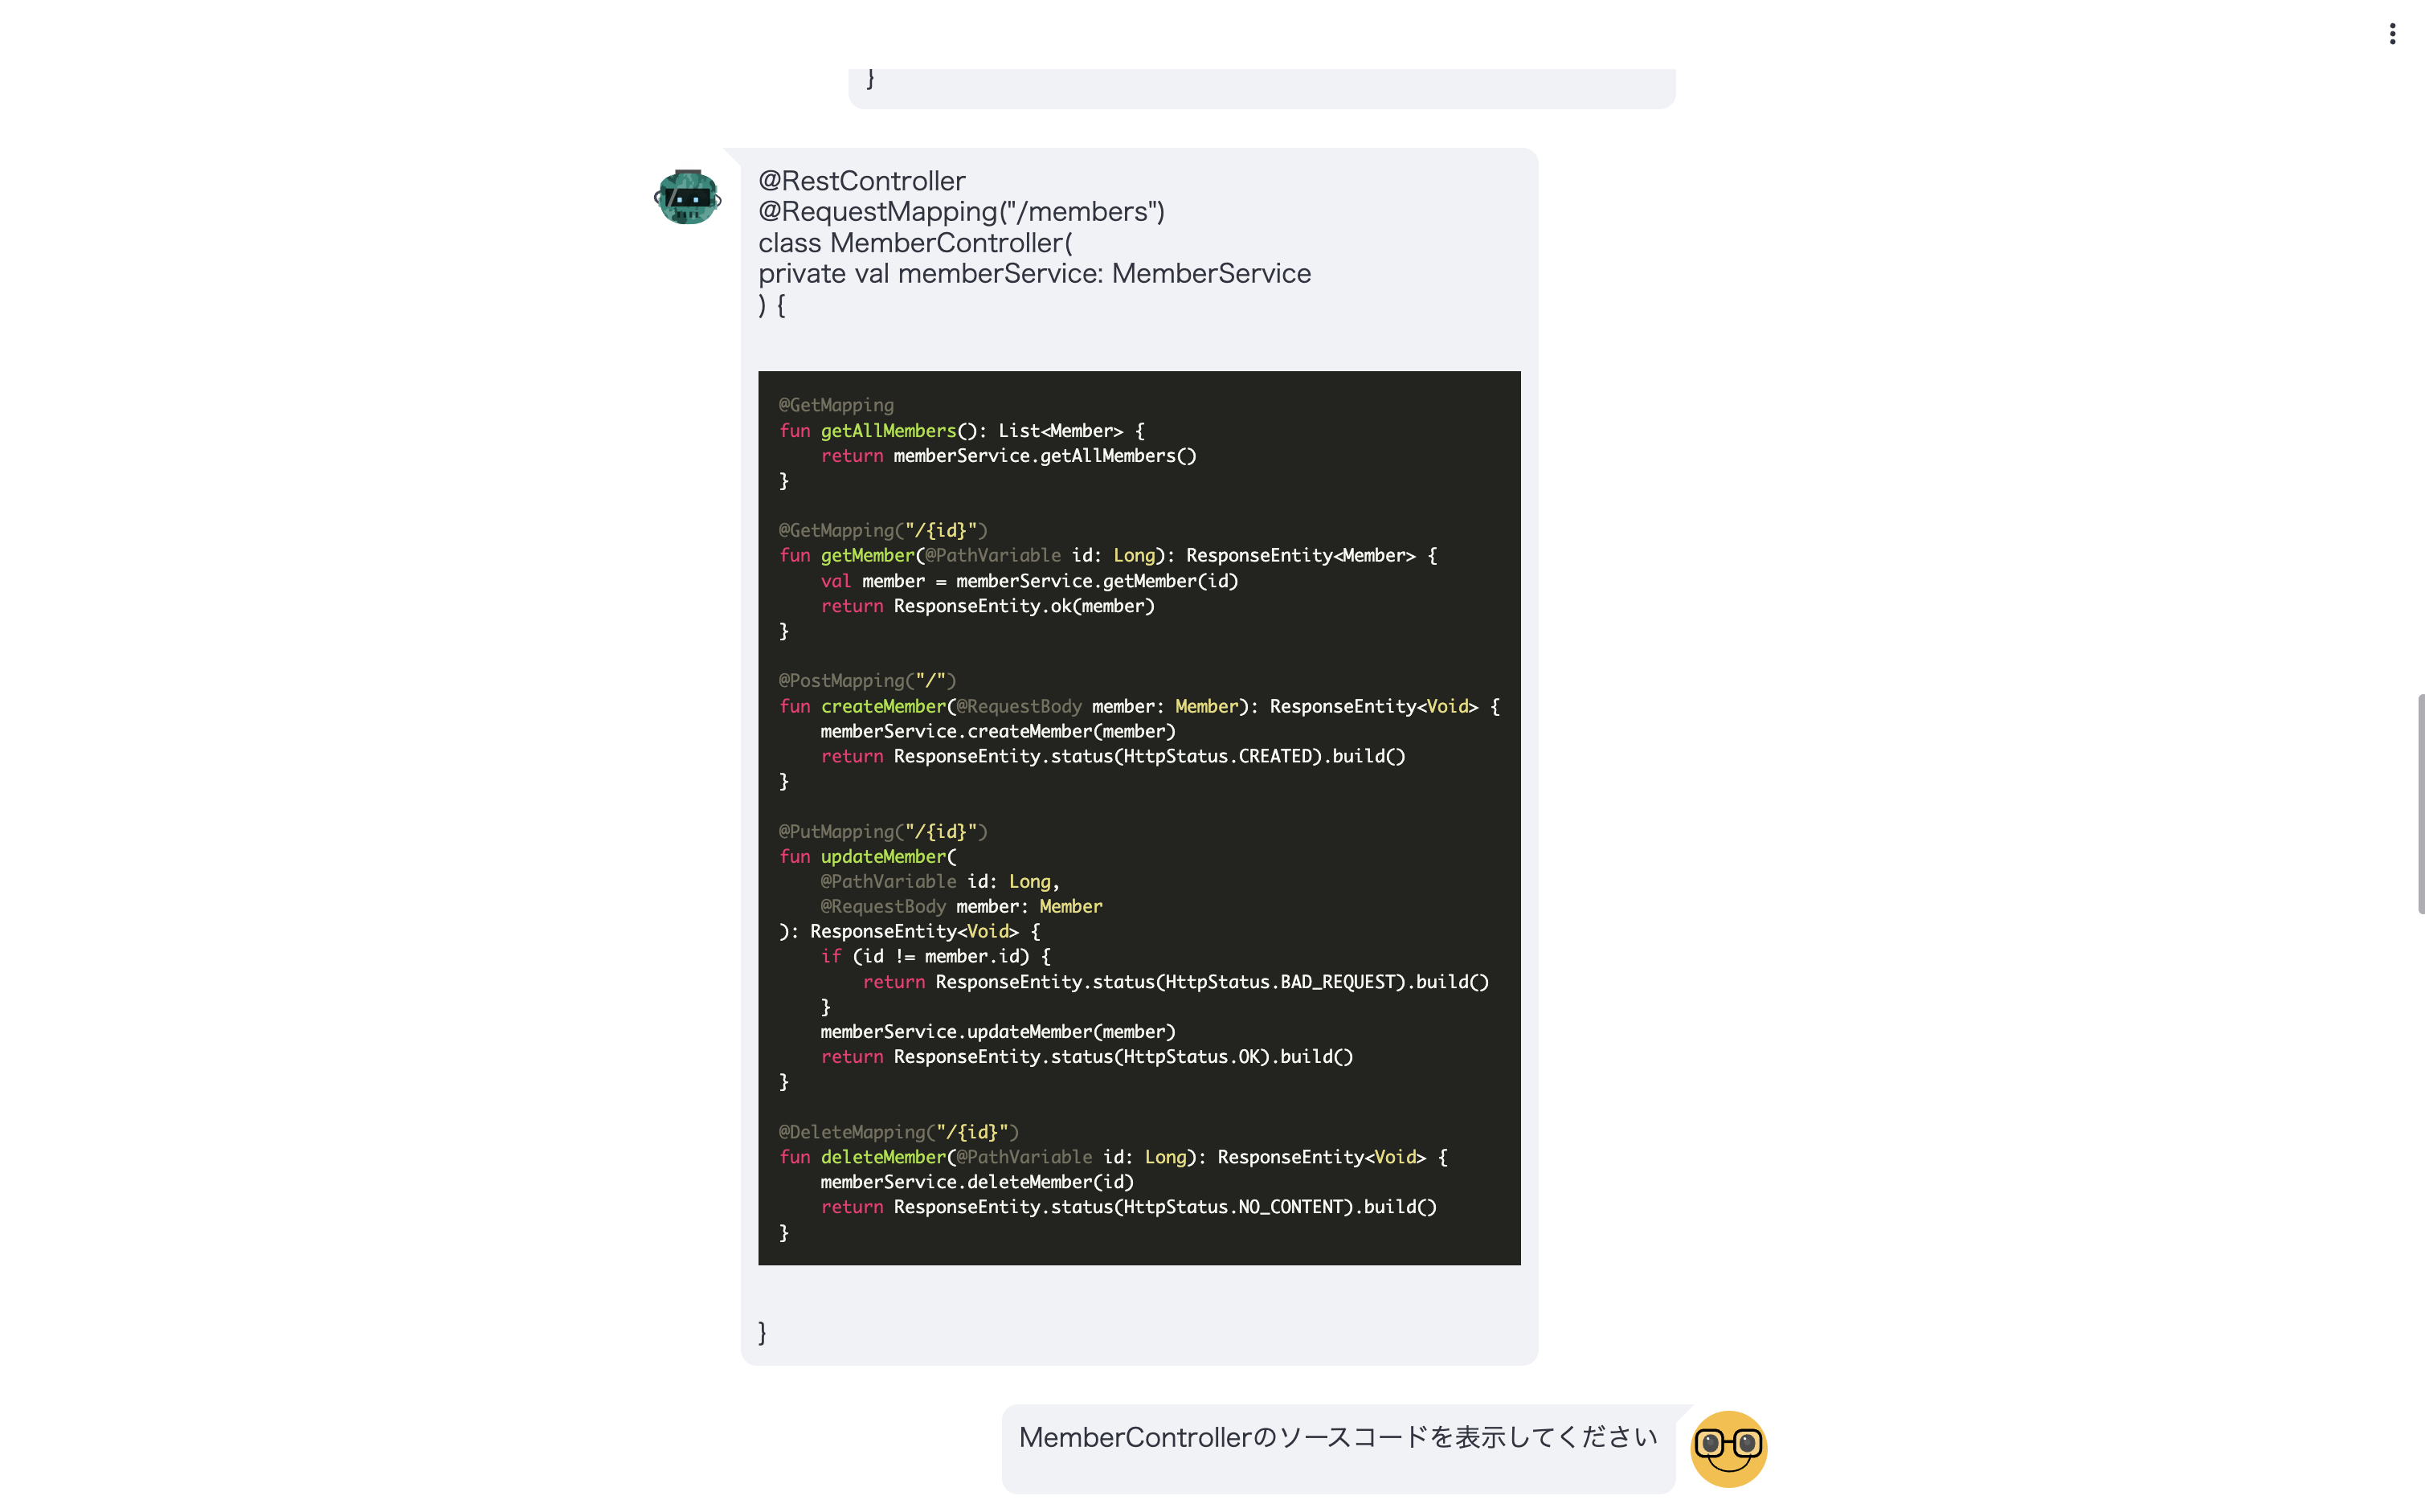 }
@RestController
@RequestMapping("/members")
class MemberController(
private val memberService: MemberService
) {
@GetMapping
fun getAllMembers(): List<Member> {
    return memberService.getAllMembers()
}
@GetMapping("/{id}")
fun getMember(@PathVariable id: Long): ResponseEntity<Member> {
    val member = memberService.getMember(id)
    return ResponseEntity.ok(member)
}
@PostMapping("/")
fun createMember(@RequestBody member: Member): ResponseEntity<Void> {
    memberService.createMember(member)
    return ResponseEntity.status(HttpStatus.CREATED).build()
}
@PutMapping("/{id}")
fun updateMember(
    @PathVariable id: Long,
    @RequestBody member: Member
): ResponseEntity<Void> {
    if (id != member.id) {
        return ResponseEntity.status(HttpStatus.BAD_REQUEST).build()
    }
    memberService.updateMember(member)
    return ResponseEntity.status(HttpStatus.OK).build()
}
@DeleteMapping("/{id}")
fun deleteMember(@PathVariable id: Long): ResponseEntity<Void> {
    memberService.deleteMember(id)
    return ResponseEntity.status(HttpStatus.NO_CONTENT).build()
}
}
MemberControllerのソースコードを表示してください